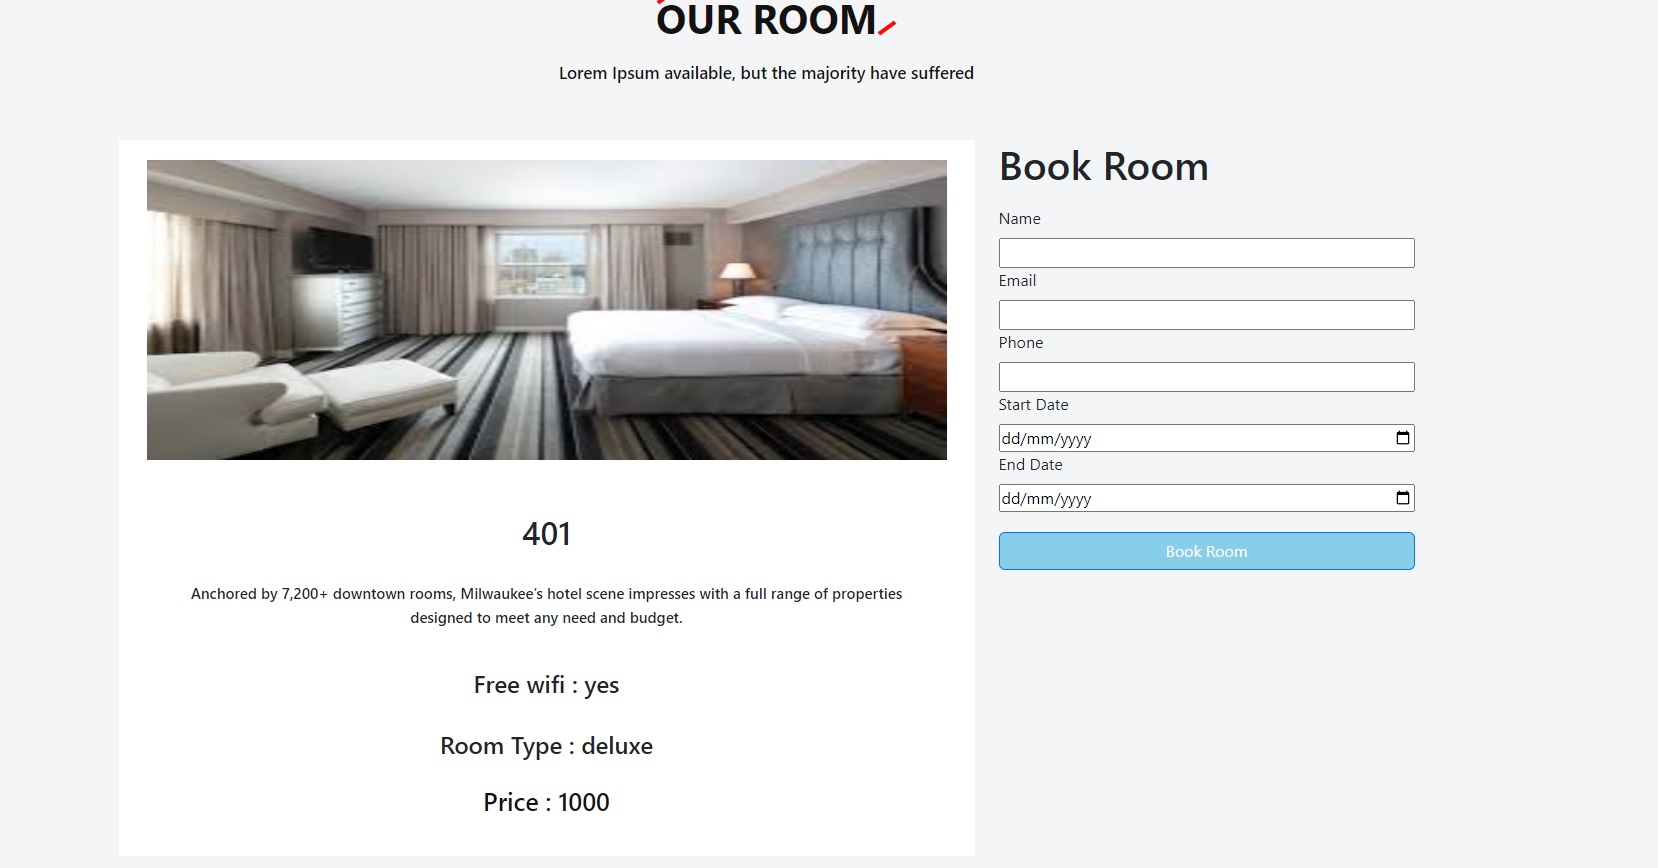 OUR ROOM
Lorem Ipsum available, but the majority have suffered
401
Anchored by 7,200+ downtown rooms, Milwaukee’s hotel scene impresses with a full range of properties
designed to meet any need and budget.
Free wifi : yes
Room Type : deluxe
Price : 1000
Book Room
Name
Email
Phone
Start Date
dd/mm/yyyy
End Date
dd/mm/yyyy
Book Room